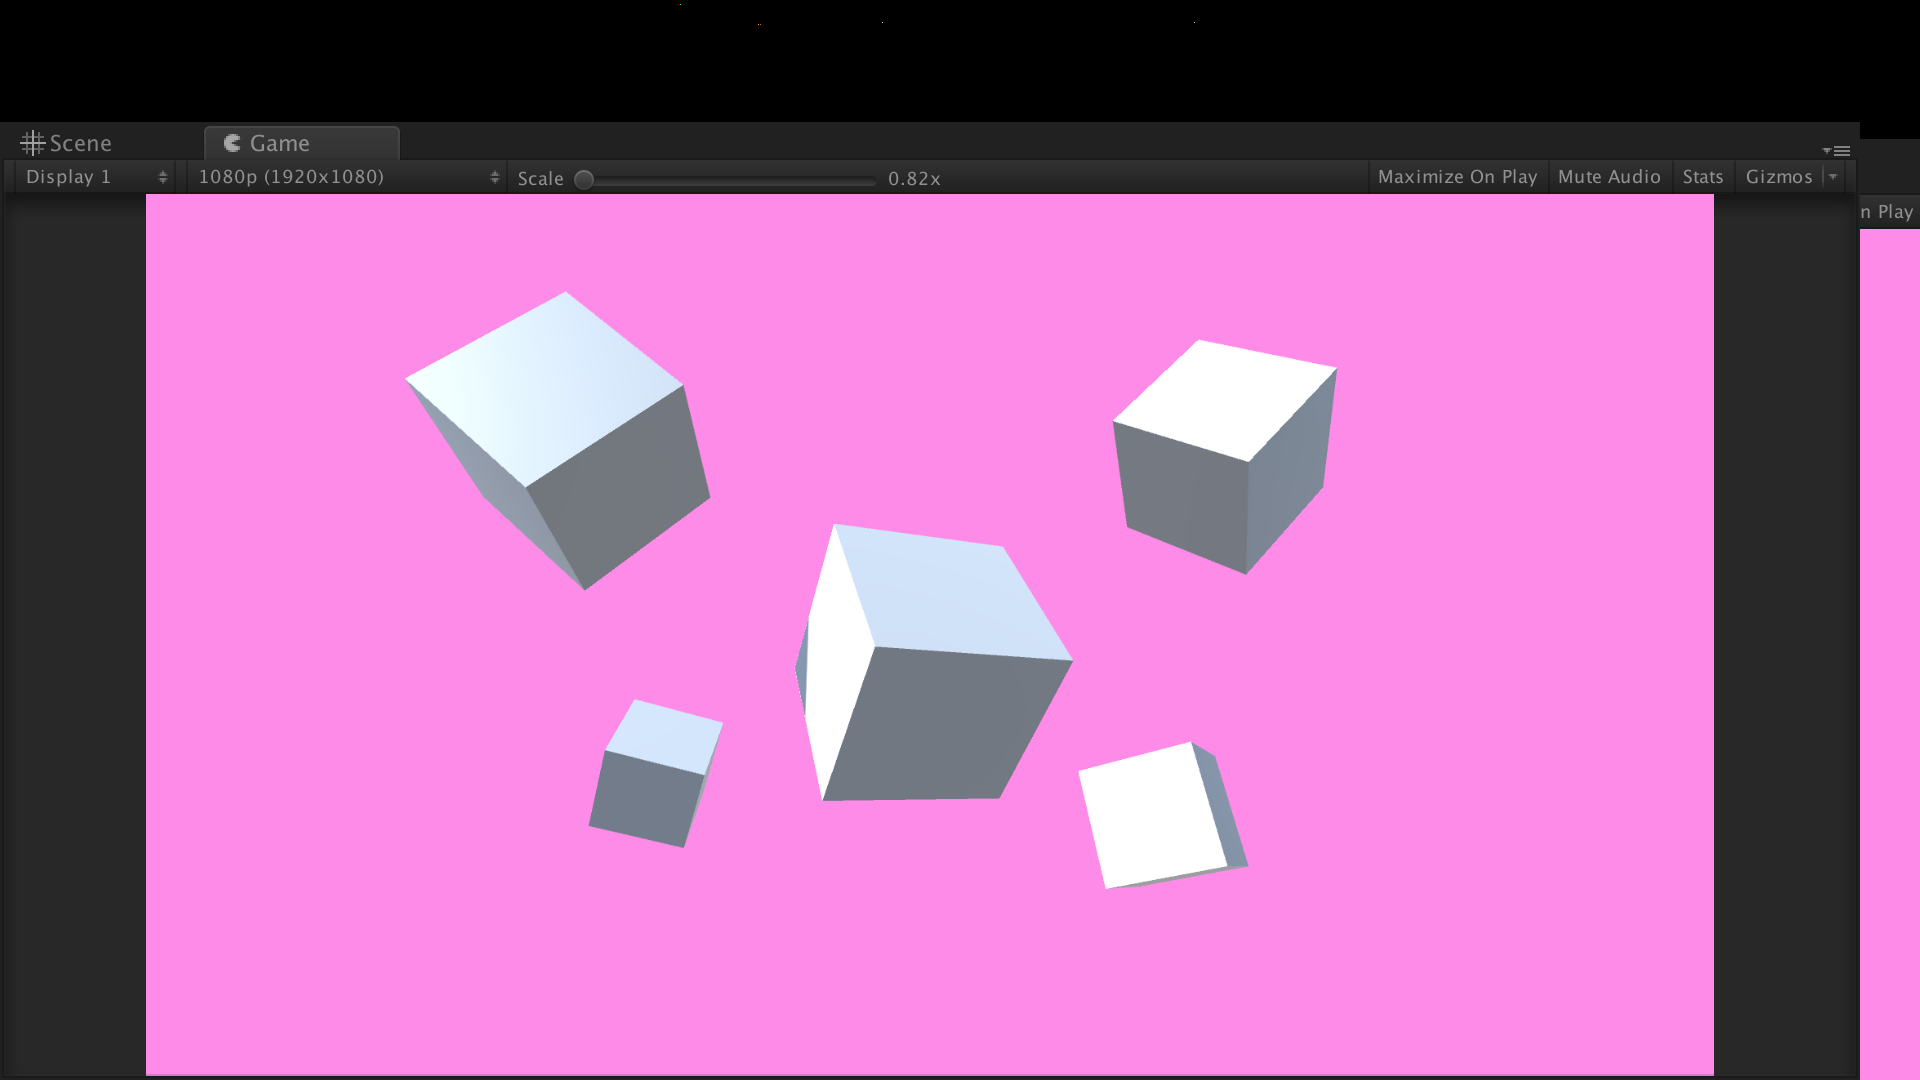 Scene
Game
Display 1
1080p (1920x1080)
Scale
0.82x
Maximize On Play
Mute Audio
Stats
Gizmos
n Play